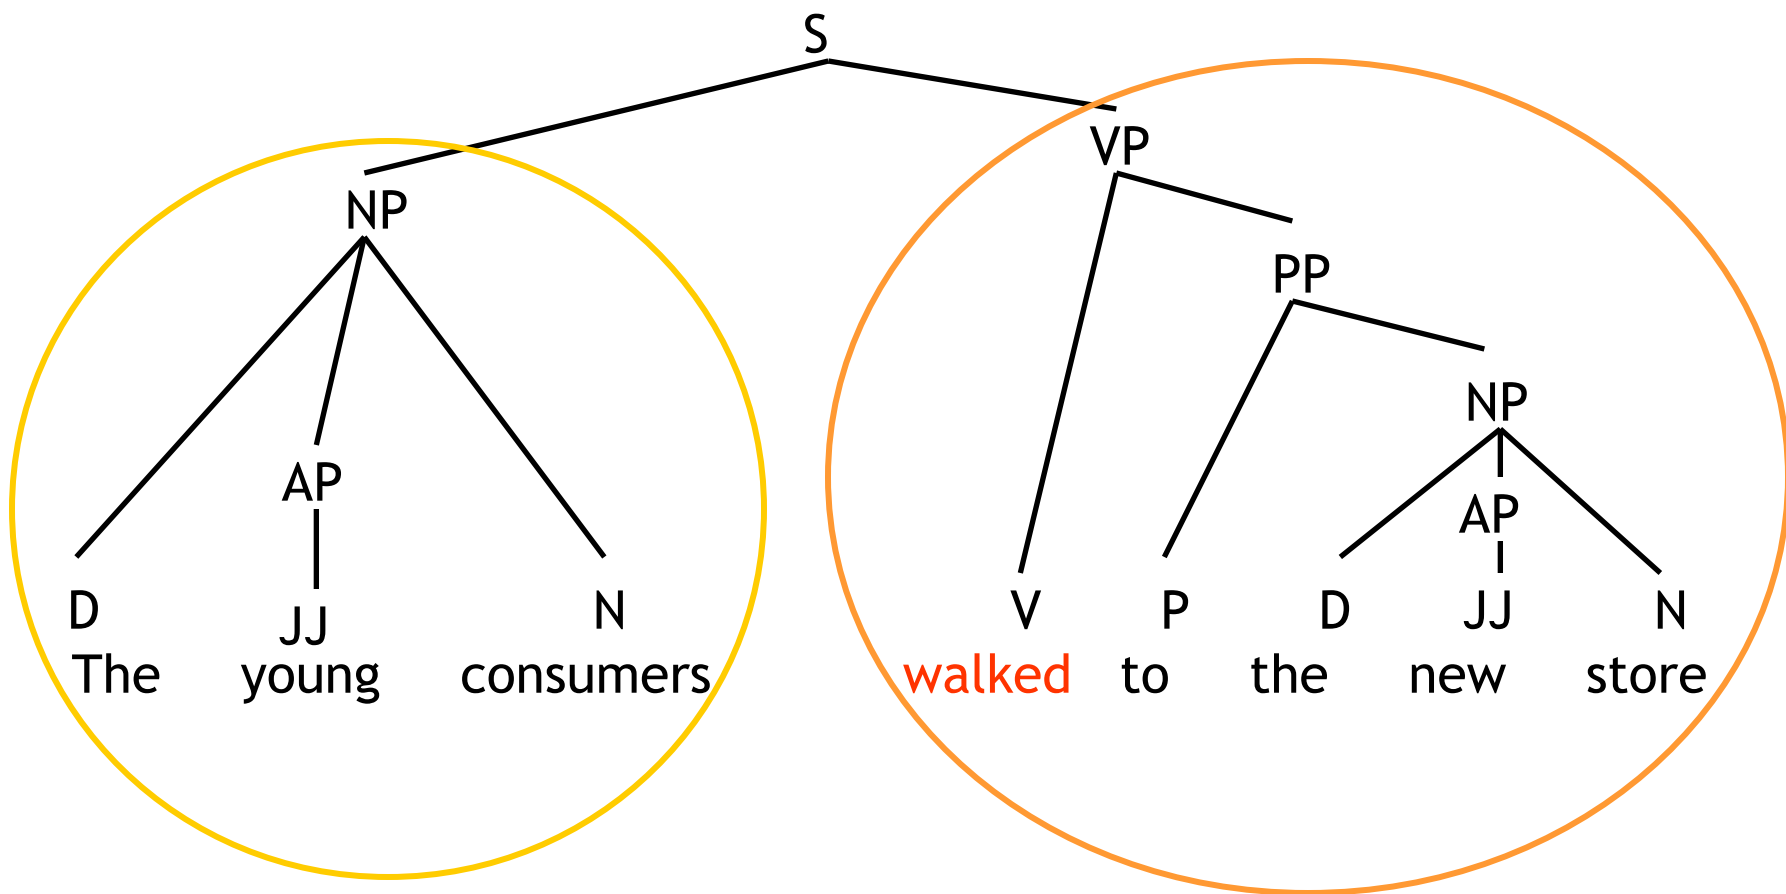 S
VP
NP
PP
NP
AP
AP
D JJ N V P D JJ N
The young consumers walked to the new store